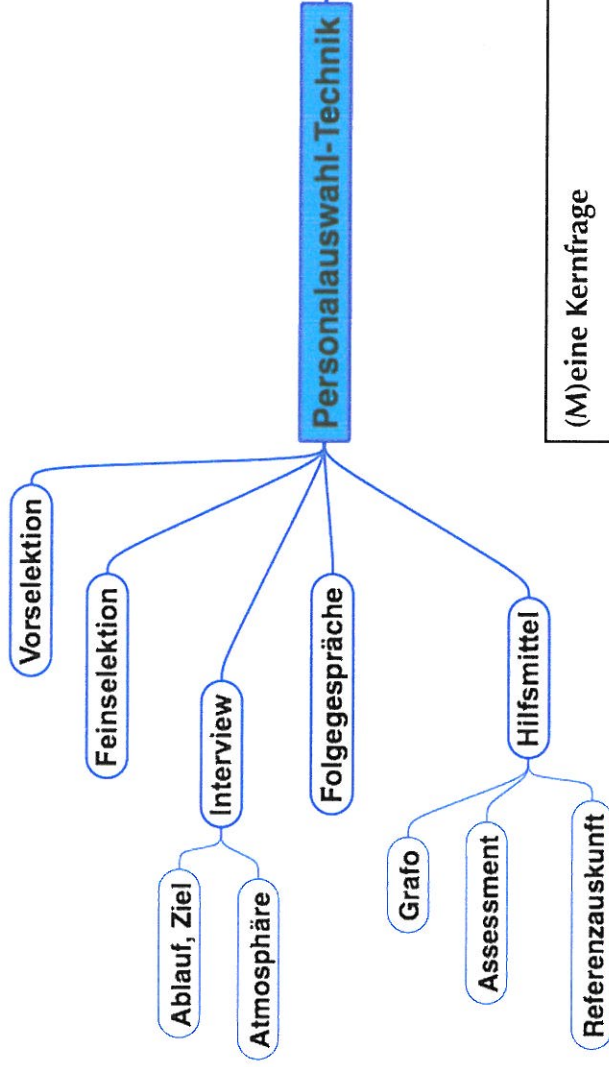 Personalauswahl-Technik
Vorselektion
Feinselektion
Interview
Ablauf, Ziel
Atmosphäre
Folgegespräche
Hilfsmittel
Grafo
Assessment
Referenzauskunft
(M)eine Kernfrage